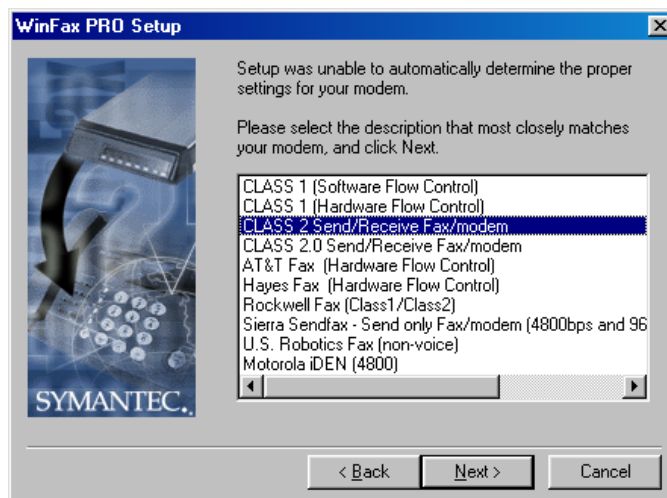 WinFax PRO Setup
Setup was unable to automatically determine the proper
settings for your modem.
Please select the description that most closely matches
your modem, and click Next.
CLASS 1 (Software Flow Control)
CLASS 1 (Hardware Flow Control)
CLASS 2 Send/Receive Fax/modem
CLASS 2.0 Send/Receive Fax/modem
AT&T Fax  (Hardware Flow Control)
Hayes Fax  (Hardware Flow Control)
Rockwell Fax (Class1/Class2)
Sierra Sendfax - Send only Fax/modem (4800bps and 96
U.S. Robotics Fax (non-voice)
Motorola iDEN (4800)
SYMANTEC.
< Back
Next >
Cancel